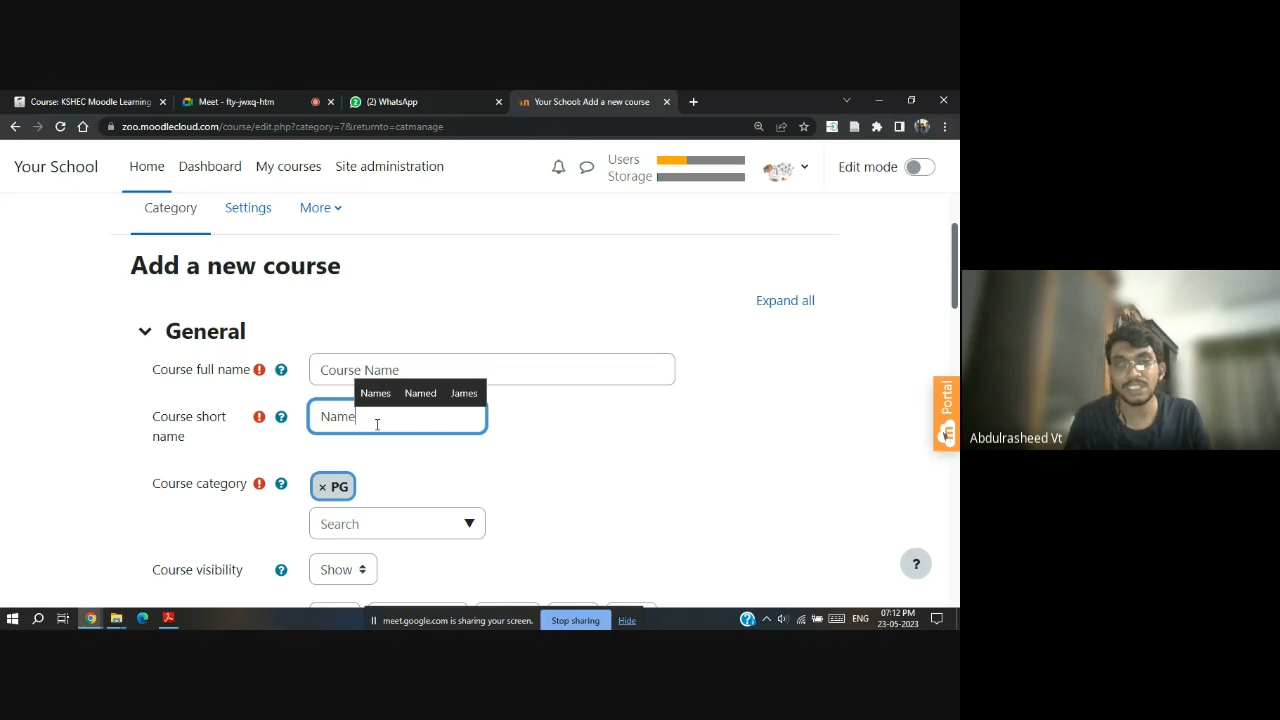 Course: KSHEC Moodle Learning
Meet - fty-jwxq-htm
(2) WhatsApp
Your School: Add a new course
zoo.moodlecloud.com/course/edit.php?category=7&returnto=catmanage
Your School
Home
Dashboard
My courses
Site administration
Users
Storage
Edit mode
Category
Settings
More
Add a new course
Expand all
General
Course full name
Course Name
Names Named James
Course short name
Name
Course category
× PG
Search
Course visibility
Show
Portal
Abdulrasheed Vt
?
meet.google.com is sharing your screen.
Stop sharing
Hide
ENG
07:12 PM
23-05-2023